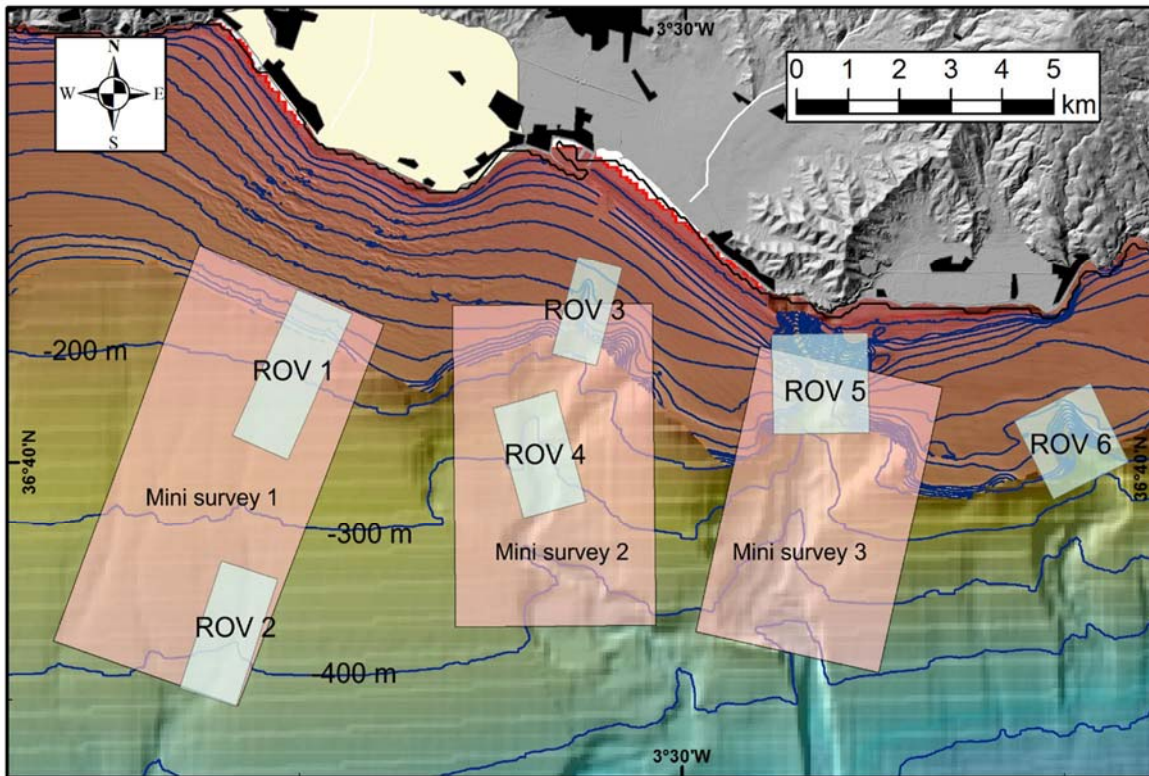 3°30'W
N
W E
S
0 1 2 3 4 5
km
ROV 3
-200 m
ROV 1
ROV 5
ROV 6
ROV 4
36°40'N
36°40'N
Mini survey 1
-300 m
Mini survey 2
Mini survey 3
ROV 2
-400 m
3°30'W